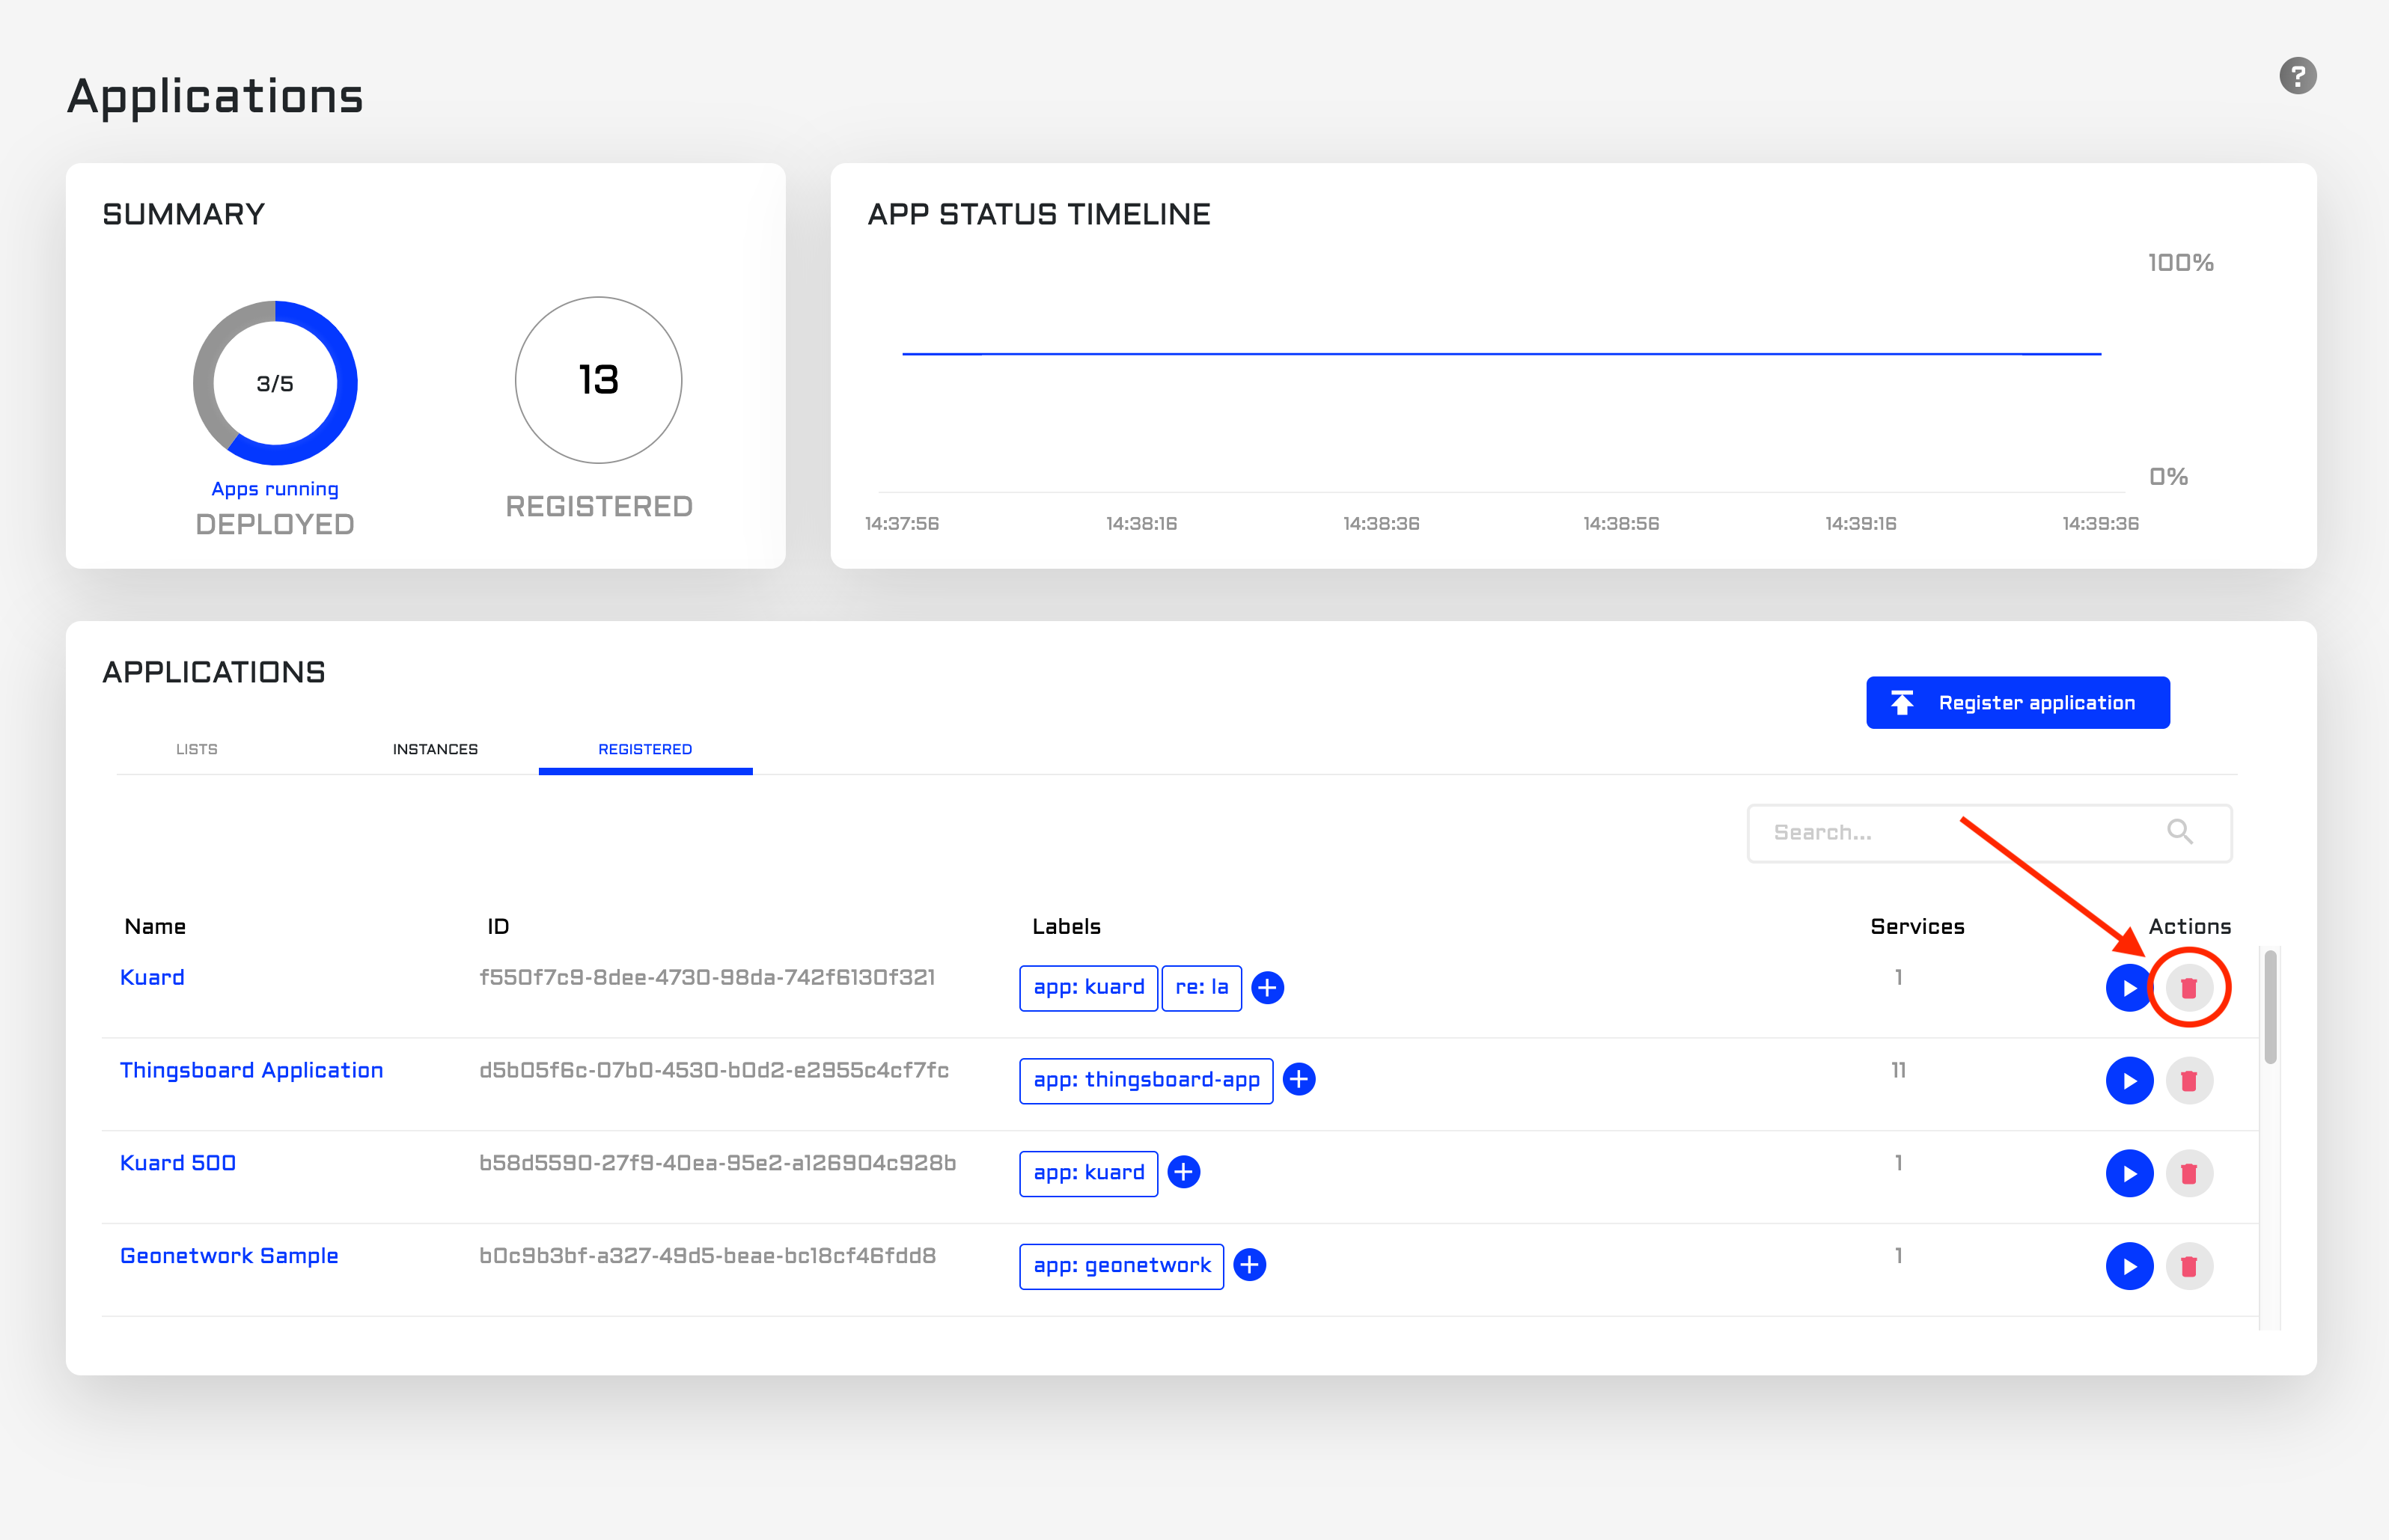 Applications
?
SUMMARY
3/5
Apps running
DEPLOYED
13
REGISTERED
APP STATUS TIMELINE
100%
0%
14:37:56 14:38:16 14:38:36 14:38:56 14:39:16 14:39:36
APPLICATIONS
Register application
LISTS INSTANCES REGISTERED
Search...
Name ID Labels Services Actions
Kuard f550f7c9-8dee-4730-98da-742f6130f321 app: kuard re: la 1
Thingsboard Application d5b05f6c-07b0-4530-b0d2-e2955c4cf7fc app: thingsboard-app 11
Kuard 500 b58d5590-27f9-40ea-95e2-a126904c928b app: kuard 1
Geonetwork Sample b0c9b3bf-a327-49d5-beae-bc18cf46fdd8 app: geonetwork 1